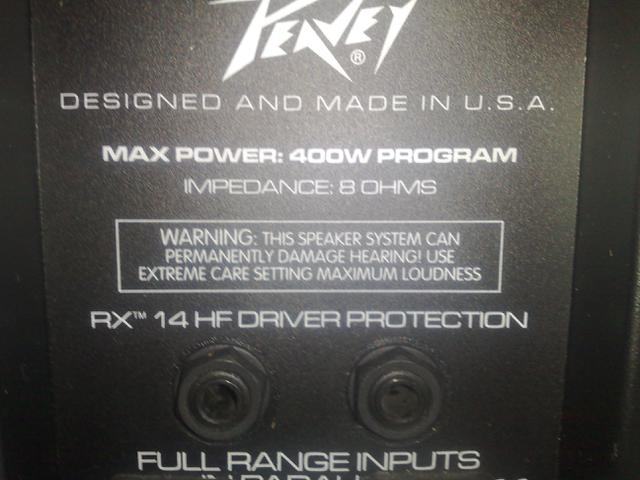 PEAVEY®
DESIGNED AND MADE IN U.S.A.
MAX POWER: 400W PROGRAM
IMPEDANCE: 8 OHMS
WARNING: THIS SPEAKER SYSTEM CAN
PERMANENTLY DAMAGE HEARING! USE
EXTREME CARE SETTING MAXIMUM LOUDNESS
RX™ 14 HF DRIVER PROTECTION
FULL RANGE INPUTS